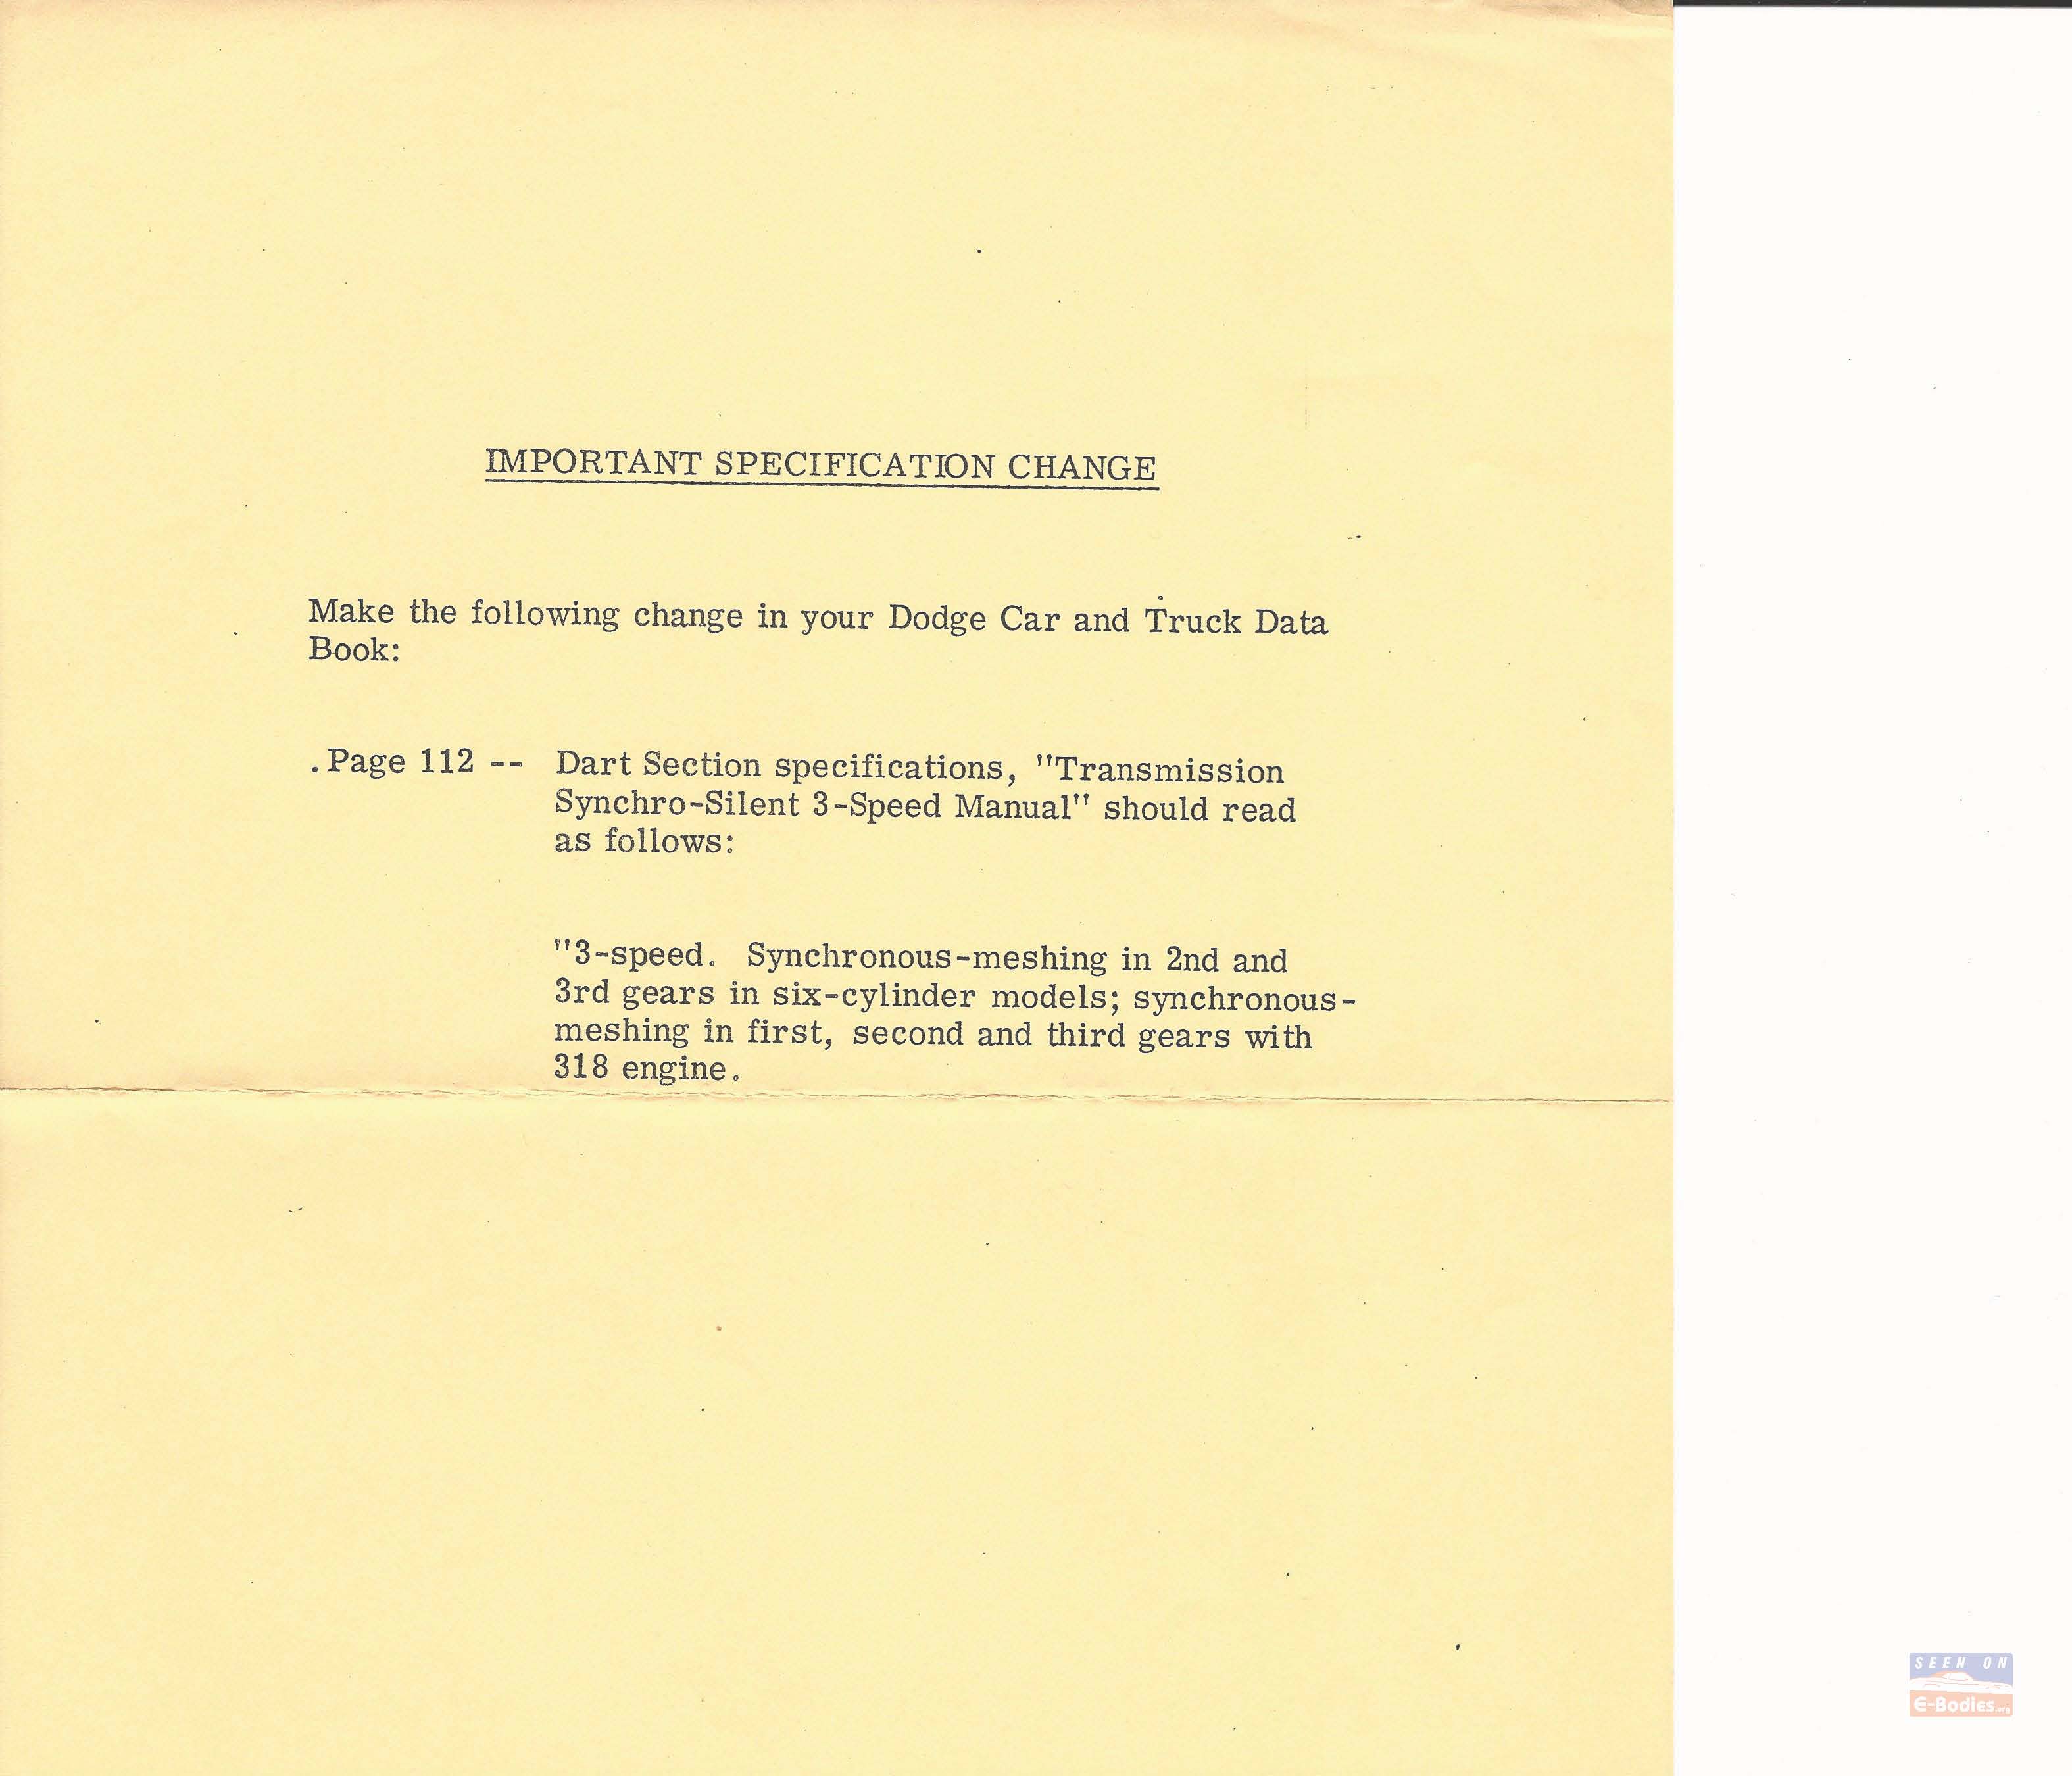 IMPORTANT SPECIFICATION CHANGE
Make the following change in your Dodge Car and Truck Data
Book:
.Page 112 -- Dart Section specifications, "Transmission
Synchro-Silent 3-Speed Manual" should read
as follows:
"3-speed. Synchronous-meshing in 2nd and
3rd gears in six-cylinder models; synchronous-
meshing in first, second and third gears with
318 engine.
SEEN ON
E-Bodies.org